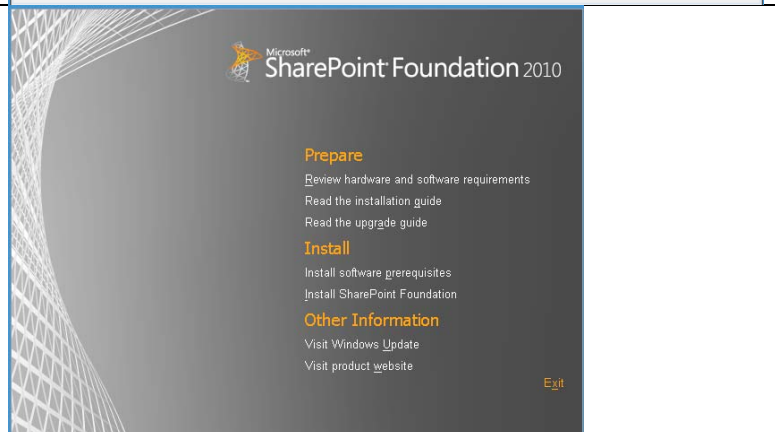 Microsoft®
SharePoint® Foundation 2010
Prepare
Review hardware and software requirements
Read the installation guide
Read the upgrade guide
Install
Install software prerequisites
Install SharePoint Foundation
Other Information
Visit Windows Update
Visit product website
Exit